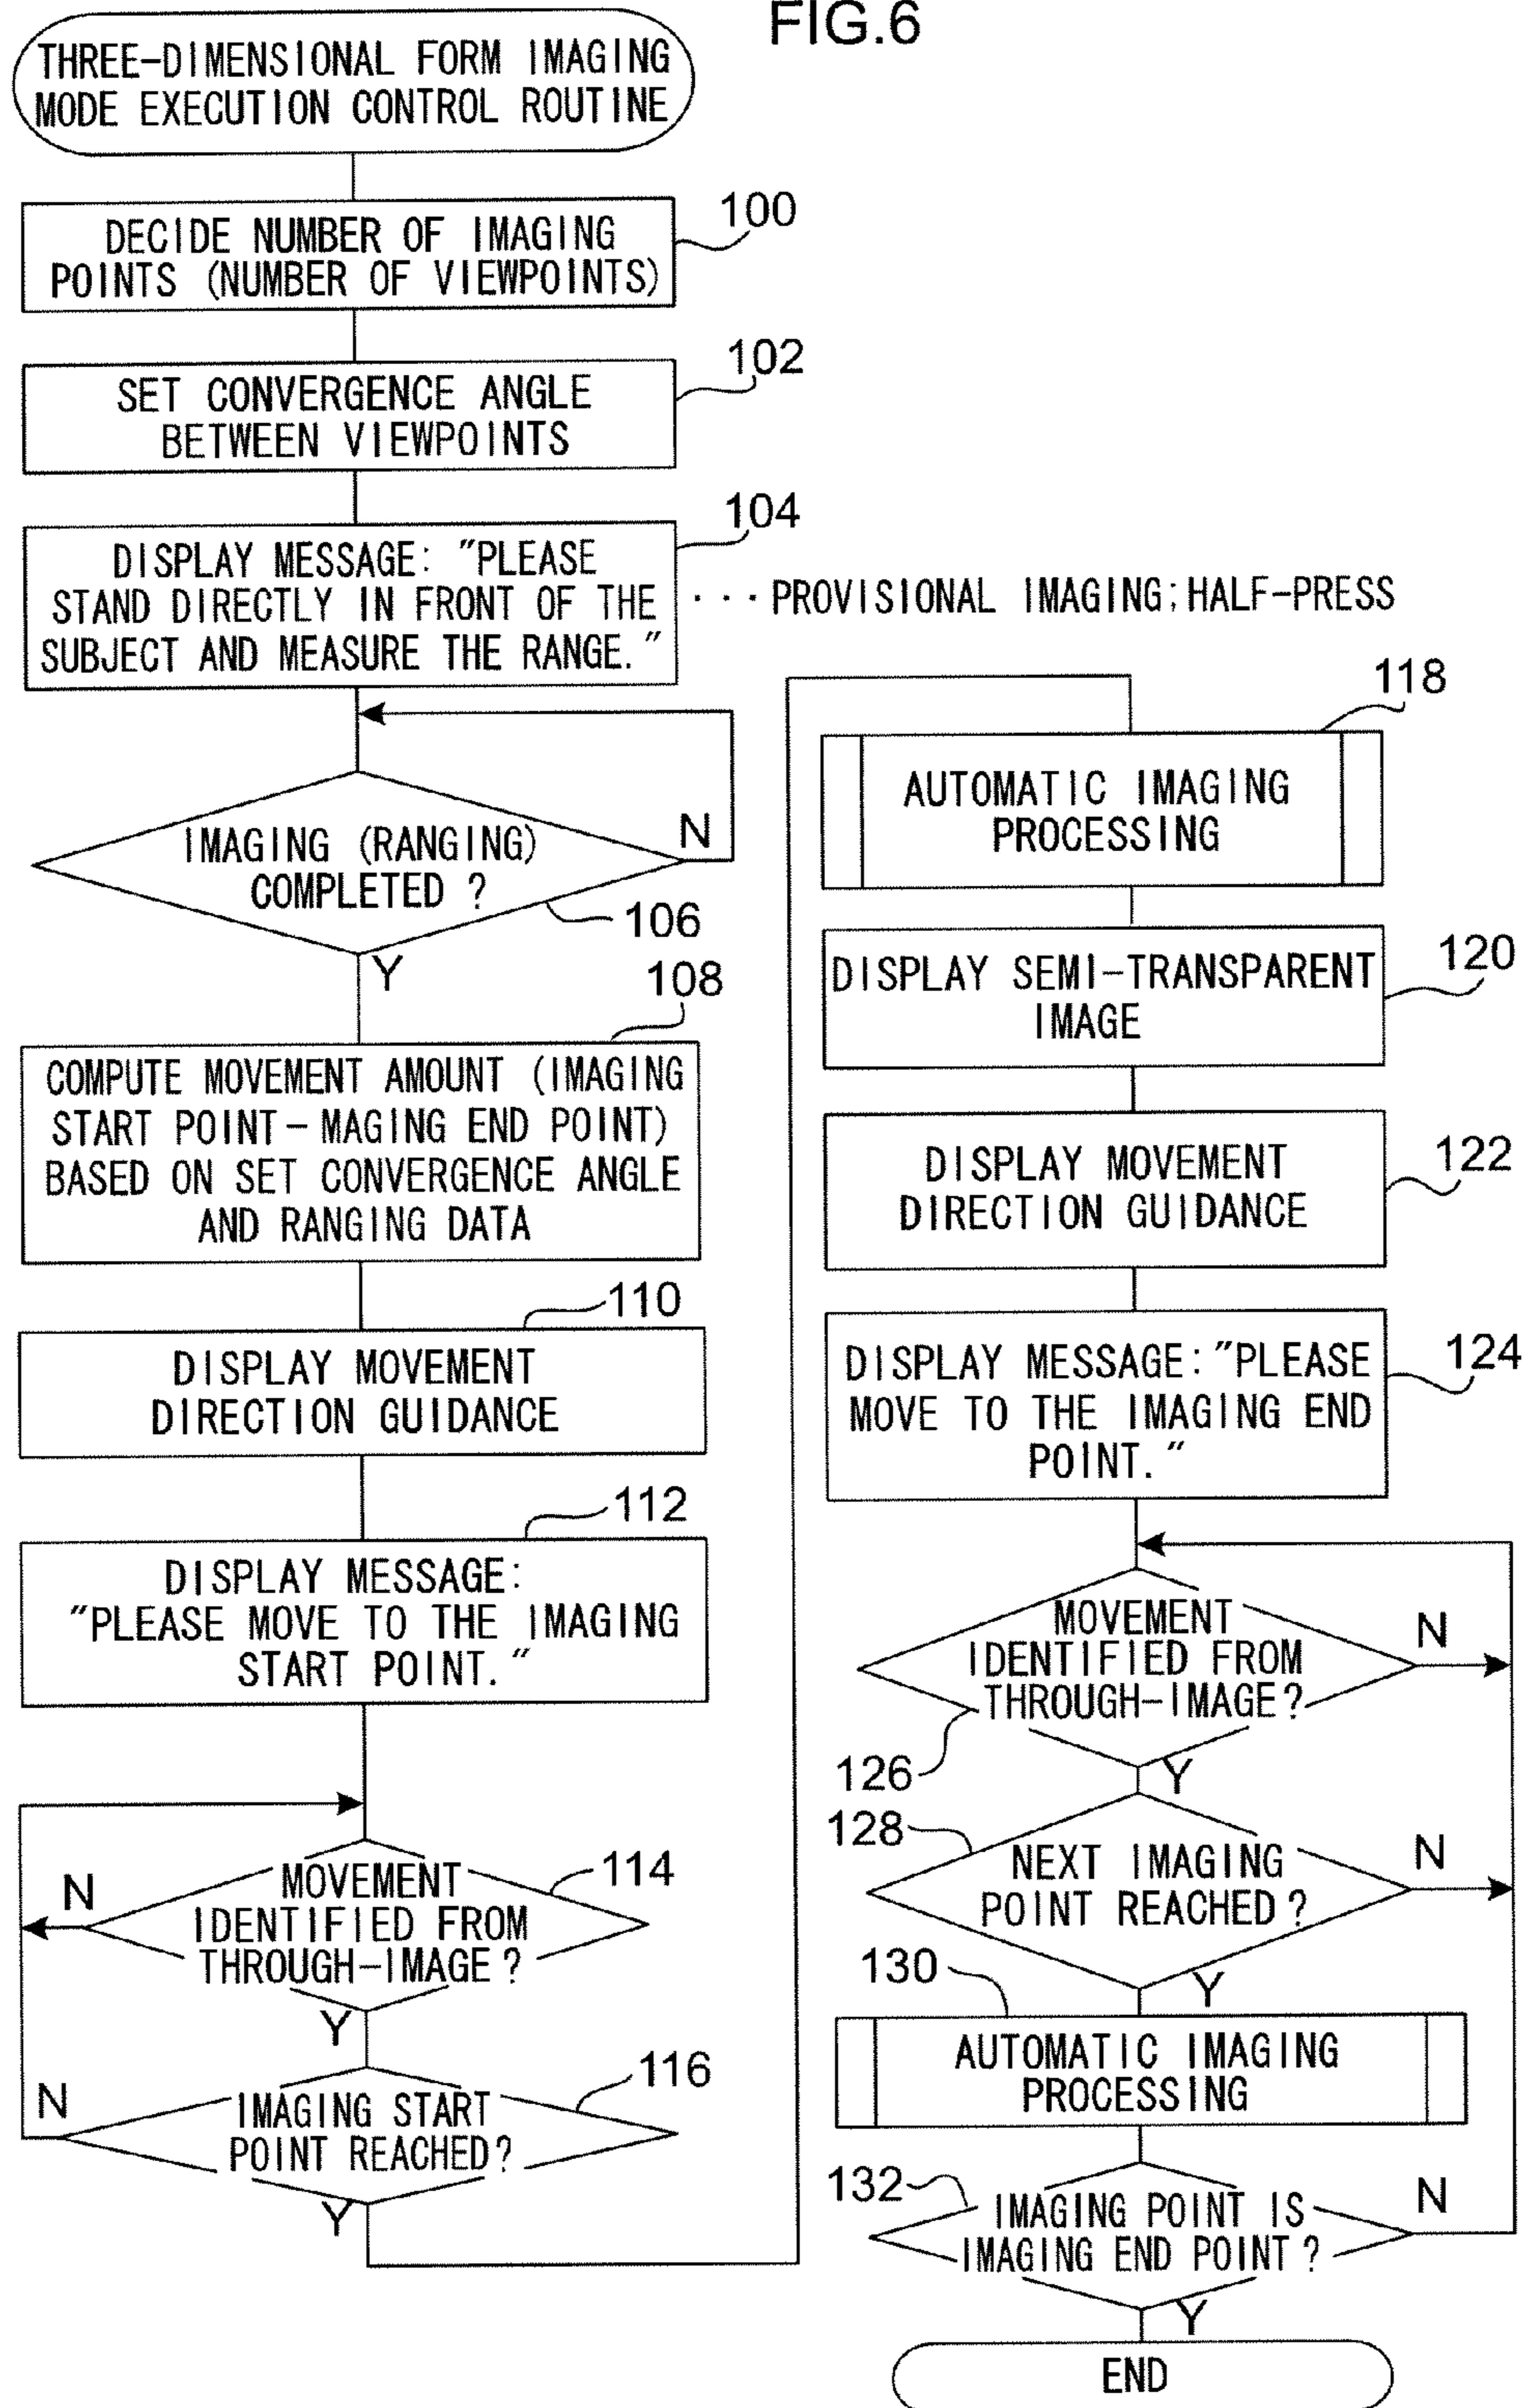 FIG.6
THREE-DIMENSIONAL FORM IMAGING
MODE EXECUTION CONTROL ROUTINE
100
DECIDE NUMBER OF IMAGING
POINTS (NUMBER OF VIEWPOINTS)
102
SET CONVERGENCE ANGLE
BETWEEN VIEWPOINTS
104
DISPLAY MESSAGE: "PLEASE
STAND DIRECTLY IN FRONT OF THE
SUBJECT AND MEASURE THE RANGE."
··· PROVISIONAL IMAGING;HALF-PRESS
IMAGING (RANGING)
COMPLETED ?
N
106
Y
108
COMPUTE MOVEMENT AMOUNT (IMAGING
START POINT-MAGING END POINT)
BASED ON SET CONVERGENCE ANGLE
AND RANGING DATA
110
DISPLAY MOVEMENT
DIRECTION GUIDANCE
112
DISPLAY MESSAGE:
"PLEASE MOVE TO THE IMAGING
START POINT."
114
N
MOVEMENT
IDENTIFIED FROM
THROUGH-IMAGE?
Y
116
N
IMAGING START
POINT REACHED?
Y
118
AUTOMATIC IMAGING
PROCESSING
120
DISPLAY SEMI-TRANSPARENT
IMAGE
122
DISPLAY MOVEMENT
DIRECTION GUIDANCE
124
DISPLAY MESSAGE:"PLEASE
MOVE TO THE IMAGING END
POINT."
MOVEMENT
IDENTIFIED FROM
THROUGH-IMAGE?
N
126
Y
128
NEXT IMAGING
POINT REACHED?
N
130
Y
AUTOMATIC IMAGING
PROCESSING
132
IMAGING POINT IS
IMAGING END POINT?
N
Y
END